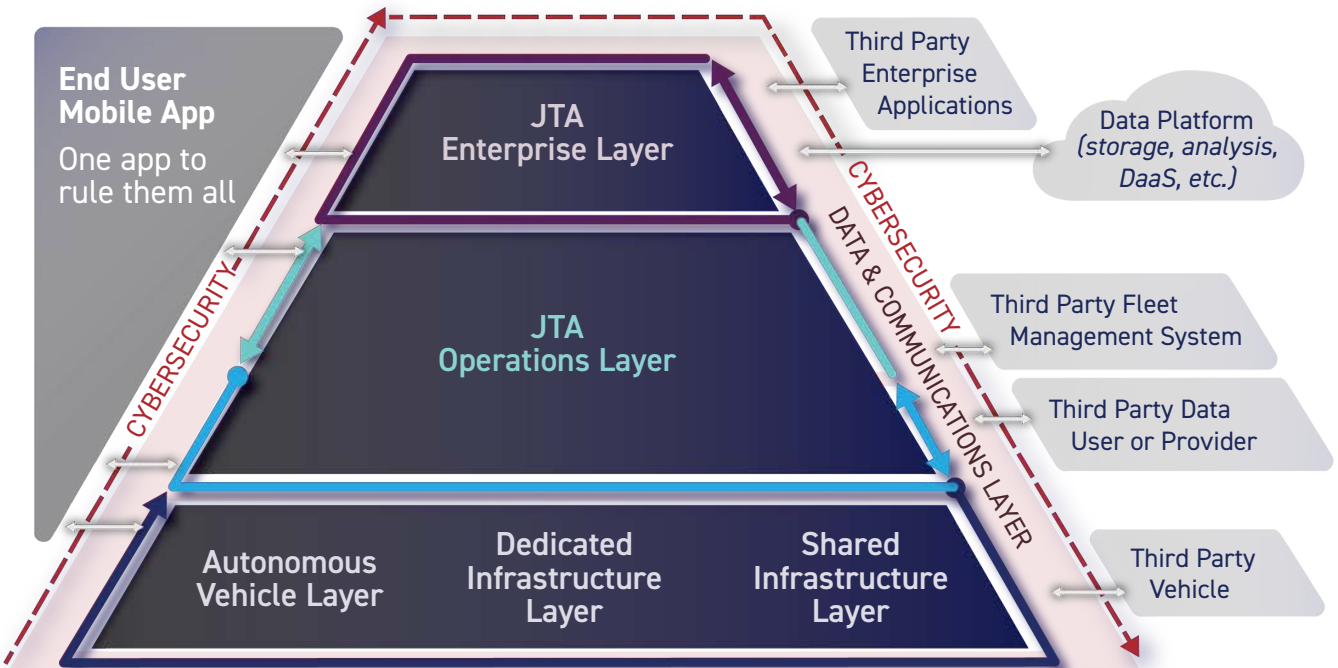 End User
Mobile App
One app to
rule them all
CYBERSECURITY
JTA
Enterprise Layer
JTA
Operations Layer
Autonomous
Vehicle Layer
Dedicated
Infrastructure
Layer
Shared
Infrastructure
Layer
CYBERSECURITY
DATA & COMMUNICATIONS LAYER
Third Party
Enterprise
Applications
Data Platform
(storage, analysis,
DaaS, etc.)
Third Party Fleet
Management System
Third Party Data
User or Provider
Third Party
Vehicle